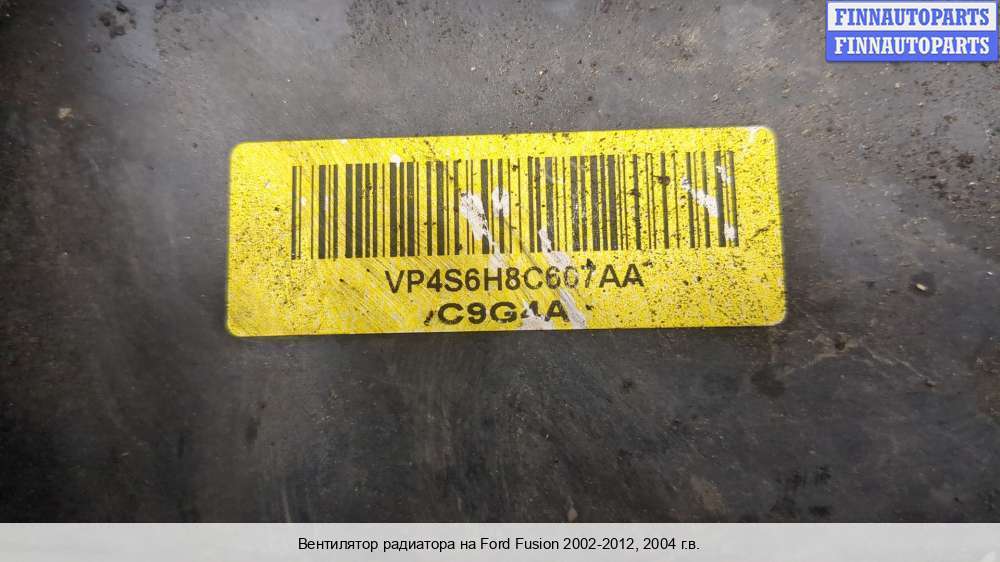 FINNAUTOPARTS
FINNAUTOPARTS
VP4S6H8C607AA
C9G4A
Вентилятор радиатора на Ford Fusion 2002-2012, 2004 г.в.